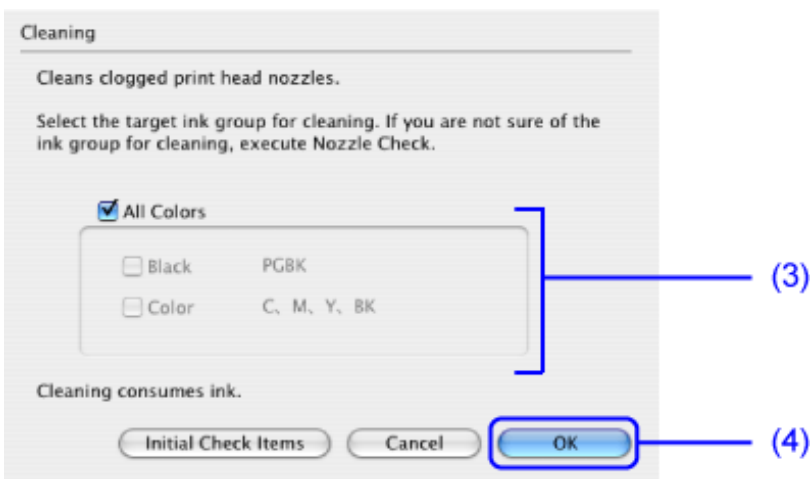 Cleaning
Cleans clogged print head nozzles.
Select the target ink group for cleaning. If you are not sure of the
ink group for cleaning, execute Nozzle Check.
All Colors
Black PGBK
(3)
Color C、M、Y、BK
Cleaning consumes ink.
Initial Check Items Cancel OK (4)